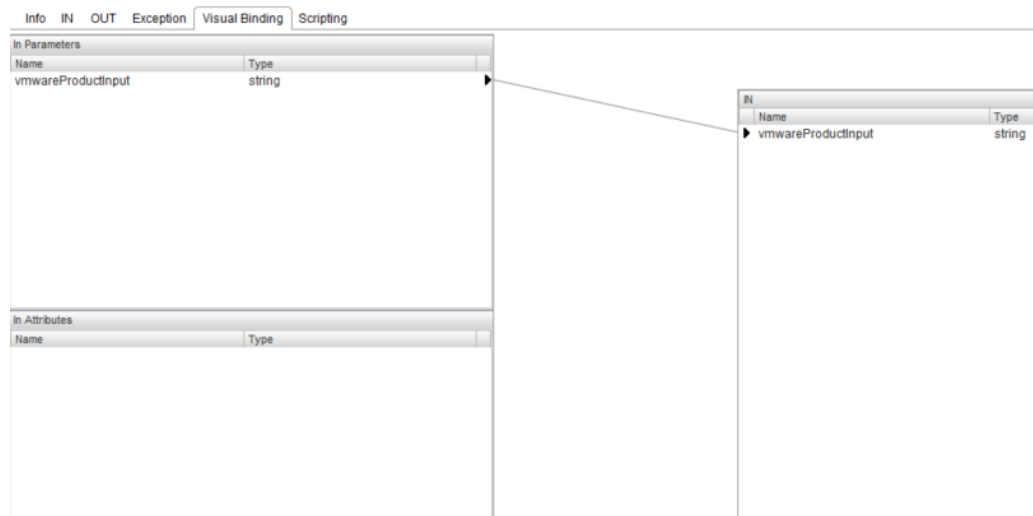 Info IN OUT Exception Visual Binding Scripting
In Parameters
Name Type
vmwareProductInput string
In Attributes
Name Type
IN
Name Type
vmwareProductInput string